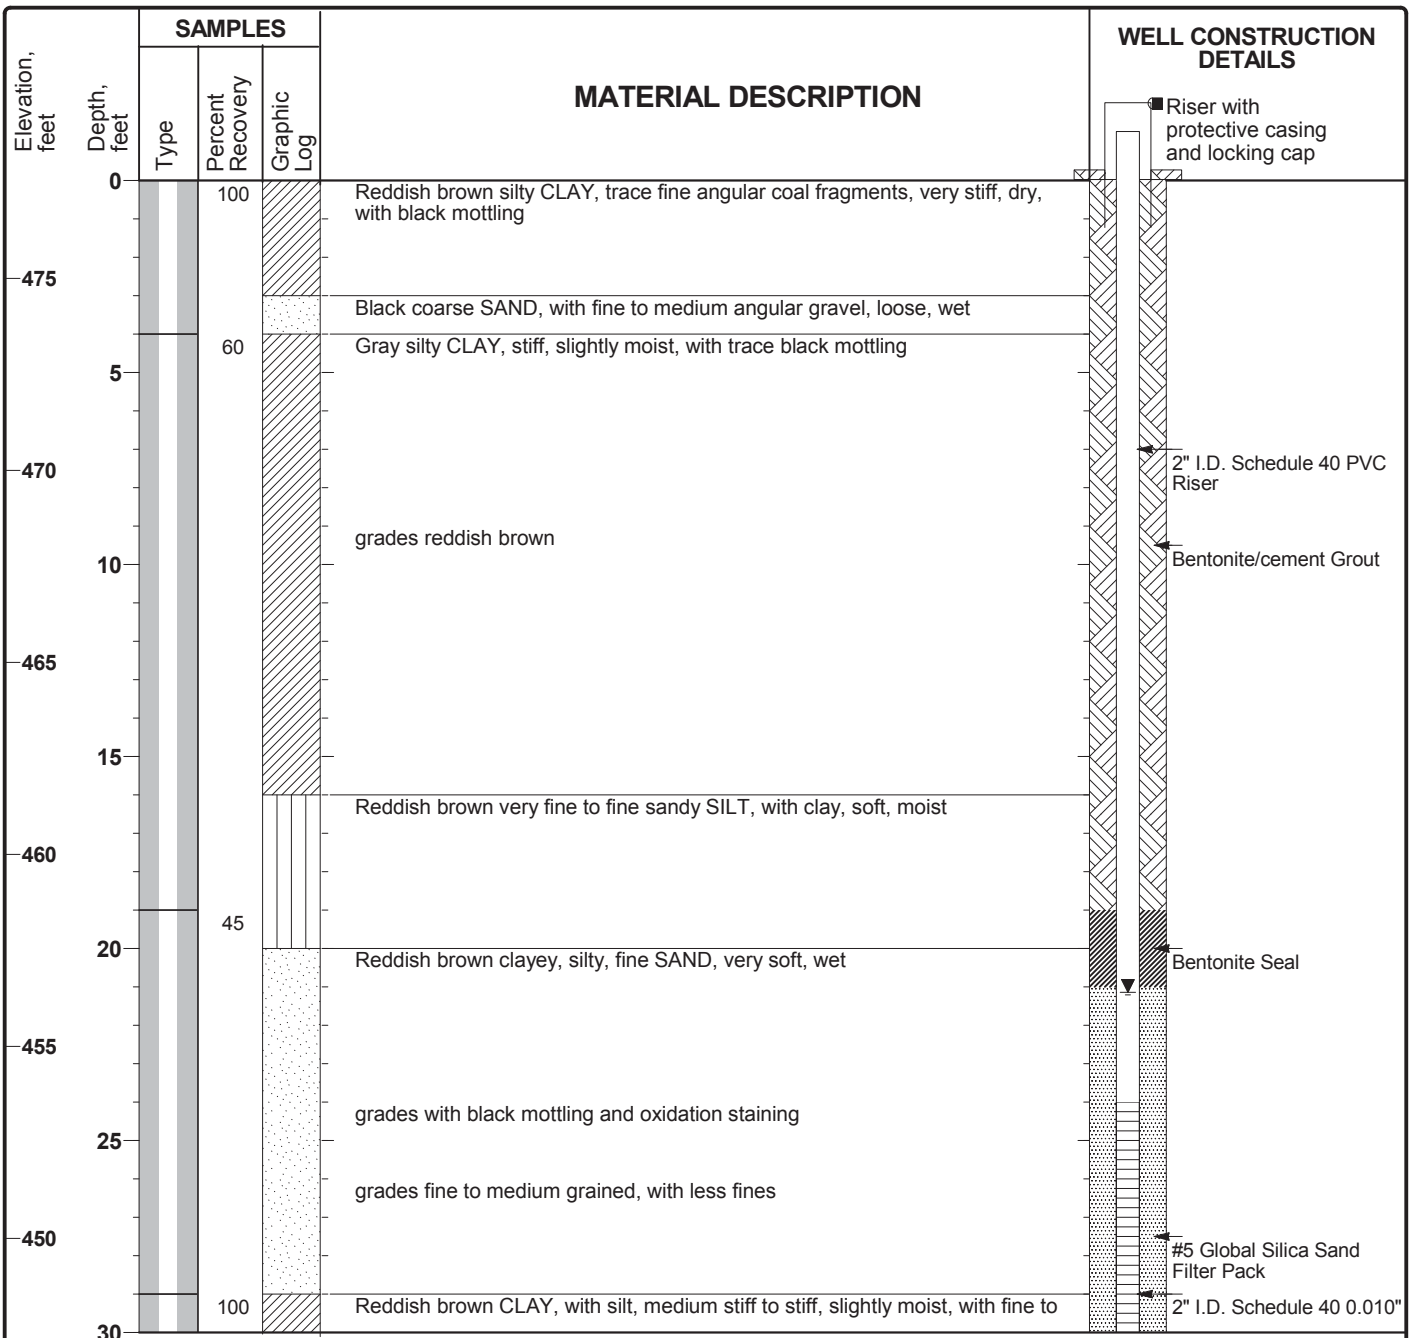 SAMPLES
WELL CONSTRUCTION
DETAILS
Elevation,
feet
Depth,
feet
Type
Percent
Recovery
Graphic
Log
MATERIAL DESCRIPTION
Riser with
protective casing
and locking cap
0
100
Reddish brown silty CLAY, trace fine angular coal fragments, very stiff, dry,
with black mottling
475
Black coarse SAND, with fine to medium angular gravel, loose, wet
60
Gray silty CLAY, stiff, slightly moist, with trace black mottling
5
470
2" I.D. Schedule 40 PVC
Riser
grades reddish brown
10
Bentonite/cement Grout
465
15
Reddish brown very fine to fine sandy SILT, with clay, soft, moist
460
45
20
Reddish brown clayey, silty, fine SAND, very soft, wet
Bentonite Seal
455
grades with black mottling and oxidation staining
25
grades fine to medium grained, with less fines
450
#5 Global Silica Sand
Filter Pack
100
Reddish brown CLAY, with silt, medium stiff to stiff, slightly moist, with fine to
2" I.D. Schedule 40 0.010"
30